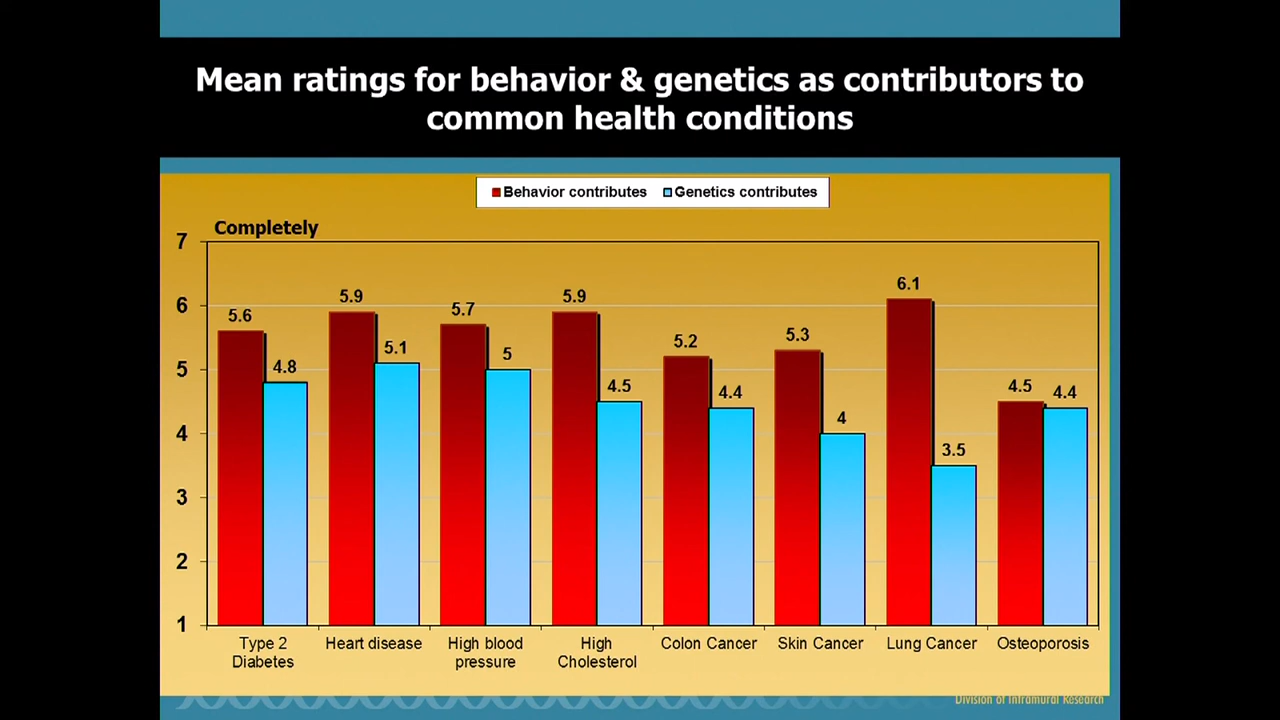 Mean ratings for behavior & genetics as contributors to
common health conditions
Behavior contributes Genetics contributes
Completely
7
6
5
4
3
2
1
5.6
4.8
5.9
5.1
5.7
5
5.9
4.5
5.2
4.4
5.3
4
6.1
3.5
4.5
4.4
Type 2
Diabetes
Heart disease
High blood
pressure
High
Cholesterol
Colon Cancer
Skin Cancer
Lung Cancer
Osteoporosis
Division of Intramural Research